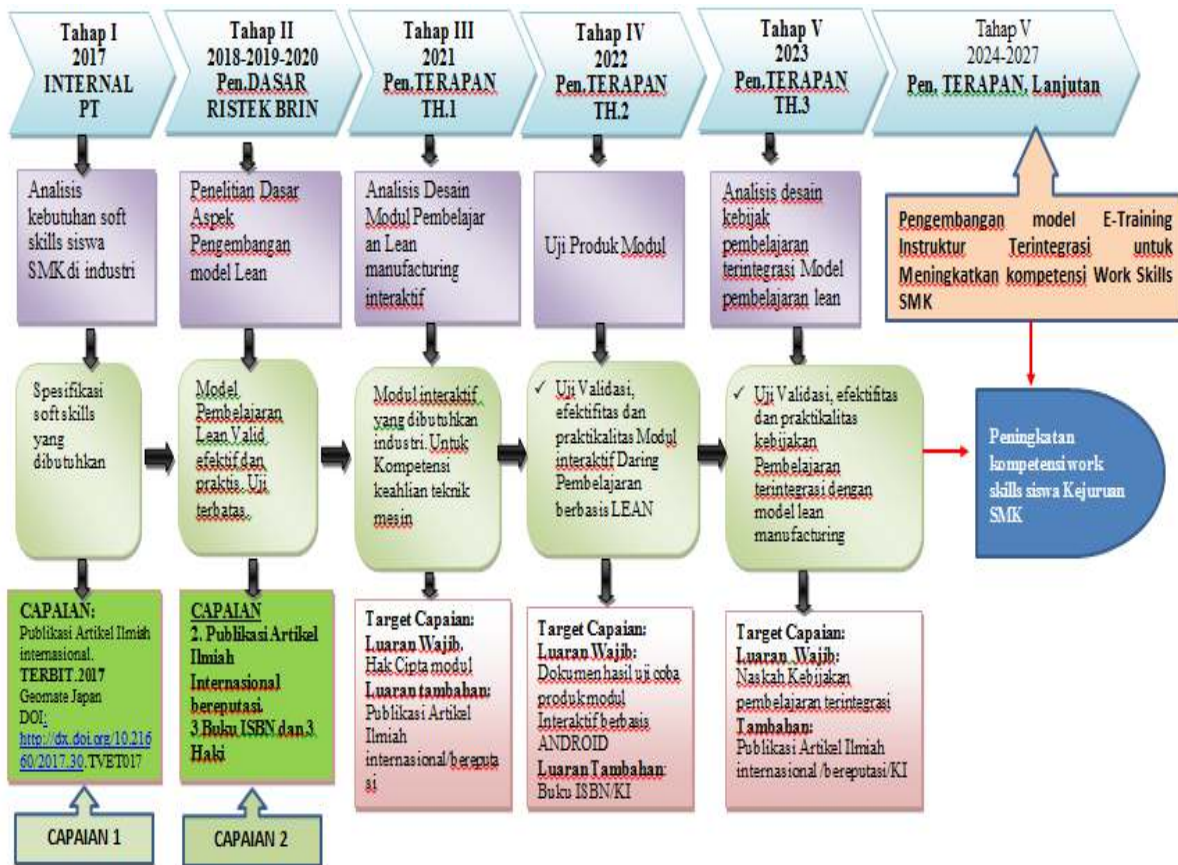 Tahap I
2017
INTERNAL
PT
Tahap II
2018-2019-2020
Pen.DASAR
RISTEK BRIN
Tahap III
2021
Pen.TERAPAN
TH.1
Tahap IV
2022
Pen.TERAPAN
TH.2
Tahap V
2023
Pen.TERAPAN
TH.3
Tahap V
2024-2027
Pen. TERAPAN, Lanjutan
Analisis
kebutuhan soft
skills siswa
SMK di industri
Penelitian Dasar
Aspek
Pengembangan
model Lean
Analisis Desain
Modul Pembelajar
an Lean
manufacturing
interaktif
Uji Produk Modul
Analisis desain
kebijak
pembelajaran
terintegrasi Model
pembelajaran lean
Pengembangan model E-Training
Instruktur Terintegrasi untuk
Meningkatkan kompetensi Work Skills
SMK
Spesifikasi
soft skills
yang
dibutuhkan
Model
Pembelajaran
Lean Valid
efektif dan
praktis. Uji
terbatas.
Modul interaktif
yang dibutuhkan
industri. Untuk
Kompetensi
keahlian teknik
mesin
✓ Uji Validasi,
efektifitas dan
praktikalitas Modul
interaktif Daring
Pembelajaran
berbasis LEAN
✓ Uji Validasi, efektifitas
dan praktikalitas
kebijakan
Pembelajaran
terintegrasi dengan
model lean
manufacturing
Peningkatan
kompetensi work
skills siswa Kejuruan
SMK
CAPAIAN:
Publikasi Artikel Ilmiah
internasional.
TERBIT.2017
Geomate Japan
DOI:
http://dx.doi.org/10.216
60/2017.30.TVET017
CAPAIAN
2. Publikasi Artikel
Ilmiah
Internasional
bereputasi.
3 Buku ISBN dan 3
Haki
Target Capaian:
Luaran Wajib.
Hak Cipta modul
Luaran tambahan:
Publikasi Artikel
Ilmiah
internasional/bereputa
si
Target Capaian:
Luaran Wajib:
Dokumen hasil uji coba
produk modul
Interaktif berbasis
ANDROID
Luaran Tambahan:
Buku ISBN/KI
Target Capaian:
Luaran Wajib:
Naskah Kebijakan
pembelajaran terintegrasi
Tambahan:
Publikasi Artikel Ilmiah
internasional /bereputasi/KI
CAPAIAN 1
CAPAIAN 2